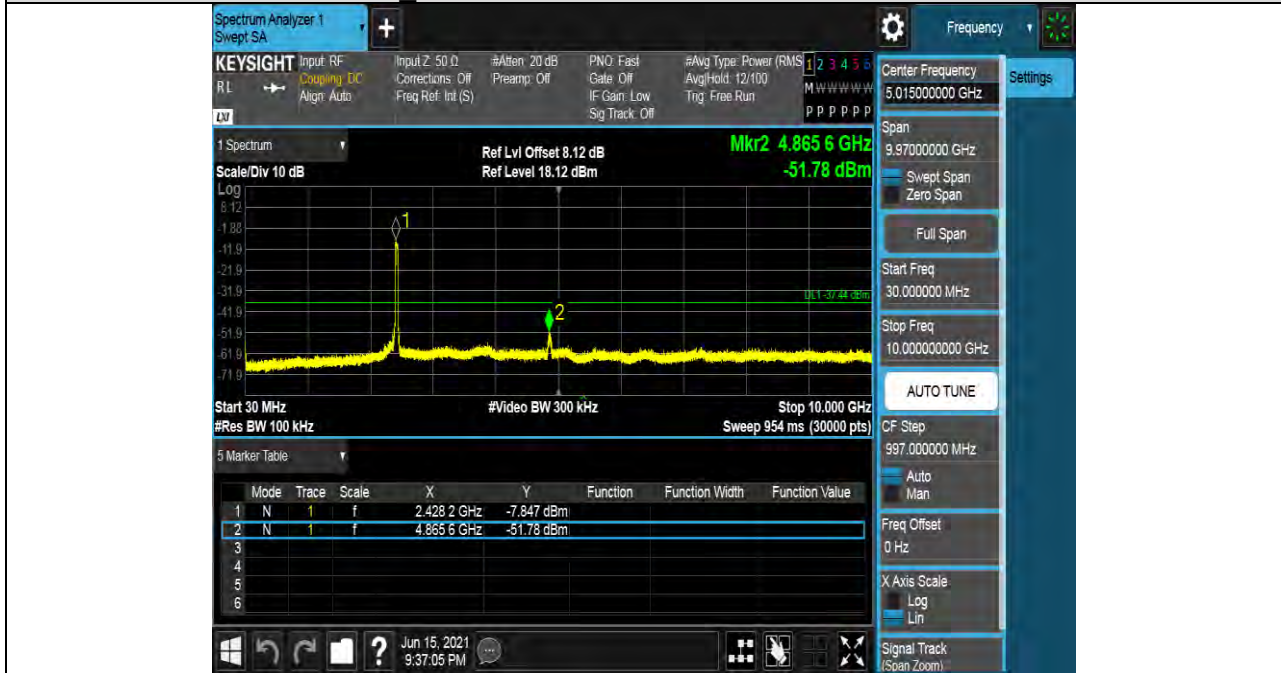 Spectrum Analyzer 1
Swept SA
+
Frequency
KEYSIGHT Input: RF Input Z: 50 Ω #Atten: 20 dB PNO: Fast #Avg Type: Power (RMS 1 2 3 4 5 6
RL Coupling: DC Corrections: Off Preamp: Off Gate: Off Avg|Hold: 12/100 M W W W W W
Align: Auto Freq Ref: Int (S) IF Gain: Low Trig: Free Run
LXI Sig Track: Off P P P P P P
Center Frequency
5.015000000 GHz
Settings
Span
9.97000000 GHz
Swept Span
Zero Span
Full Span
Start Freq
30.000000 MHz
Stop Freq
10.000000000 GHz
AUTO TUNE
CF Step
997.000000 MHz
Auto
Man
Freq Offset
0 Hz
X Axis Scale
Log
Lin
Signal Track
(Span Zoom)
1 Spectrum
Scale/Div 10 dB
Ref Lvl Offset 8.12 dB
Ref Level 18.12 dBm
Mkr2 4.865 6 GHz
-51.78 dBm
Log
8.12
-1.88
-11.9
-21.9
-31.9
-41.9
-51.9
-61.9
-71.9
1
DL1 -37.44 dBm
2
Start 30 MHz #Video BW 300 kHz Stop 10.000 GHz
#Res BW 100 kHz Sweep 954 ms (30000 pts)
5 Marker Table
Mode Trace Scale X Y Function Function Width Function Value
1 N 1 f 2.428 2 GHz -7.847 dBm
2 N 1 f 4.865 6 GHz -51.78 dBm
3
4
5
6
?
Jun 15, 2021
9:37:05 PM